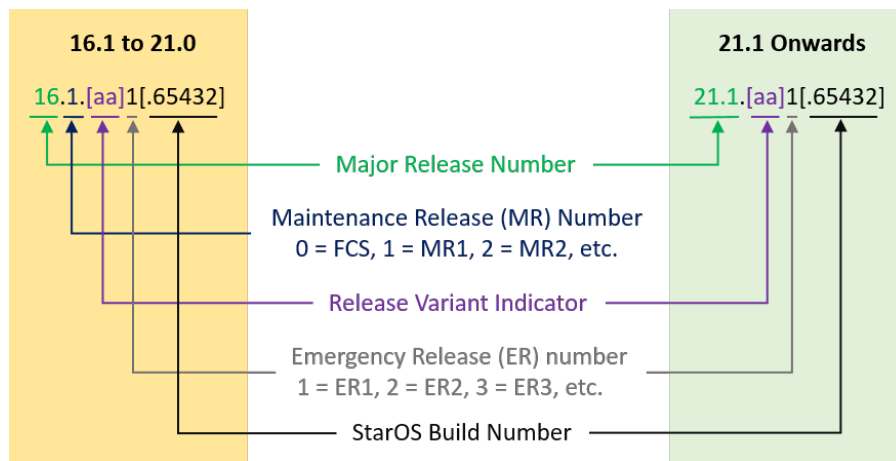 16.1 to 21.0
21.1 Onwards
16.1.[aa]1[.65432]
21.1.[aa]1[.65432]
Major Release Number
Maintenance Release (MR) Number
0 = FCS, 1 = MR1, 2 = MR2, etc.
Release Variant Indicator
Emergency Release (ER) number
1 = ER1, 2 = ER2, 3 = ER3, etc.
StarOS Build Number